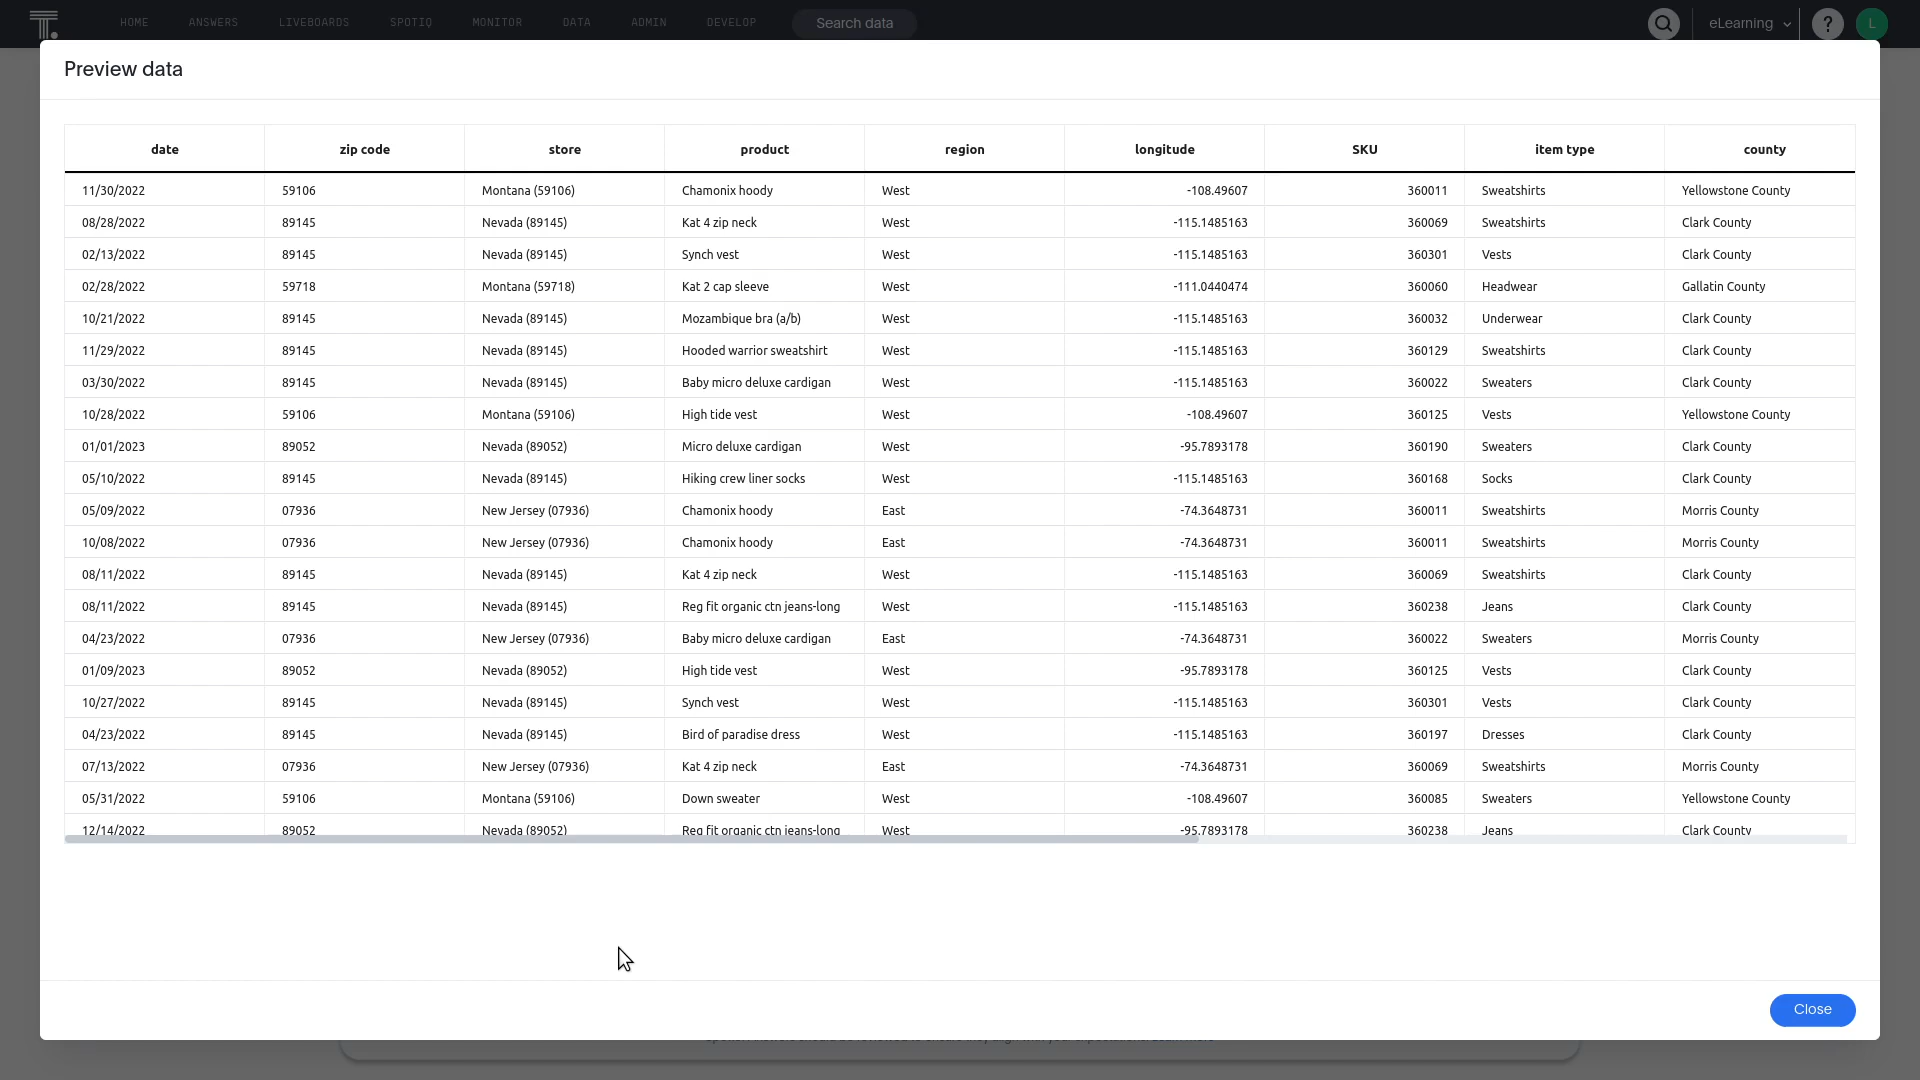 HOME ANSWERS LIVEBOARDS SPOTIQ MONITOR DATA ADMIN DEVELOP Search data eLearning ? L
Preview data
date zip code store product region longitude SKU item type county
11/30/2022 59106 Montana (59106) Chamonix hoody West -108.49607 360011 Sweatshirts Yellowstone County
08/28/2022 89145 Nevada (89145) Kat 4 zip neck West -115.1485163 360069 Sweatshirts Clark County
02/13/2022 89145 Nevada (89145) Synch vest West -115.1485163 360301 Vests Clark County
02/28/2022 59718 Montana (59718) Kat 2 cap sleeve West -111.0440474 360060 Headwear Gallatin County
10/21/2022 89145 Nevada (89145) Mozambique bra (a/b) West -115.1485163 360032 Underwear Clark County
11/29/2022 89145 Nevada (89145) Hooded warrior sweatshirt West -115.1485163 360129 Sweatshirts Clark County
03/30/2022 89145 Nevada (89145) Baby micro deluxe cardigan West -115.1485163 360022 Sweaters Clark County
10/28/2022 59106 Montana (59106) High tide vest West -108.49607 360125 Vests Yellowstone County
01/01/2023 89052 Nevada (89052) Micro deluxe cardigan West -95.7893178 360190 Sweaters Clark County
05/10/2022 89145 Nevada (89145) Hiking crew liner socks West -115.1485163 360168 Socks Clark County
05/09/2022 07936 New Jersey (07936) Chamonix hoody East -74.3648731 360011 Sweatshirts Morris County
10/08/2022 07936 New Jersey (07936) Chamonix hoody East -74.3648731 360011 Sweatshirts Morris County
08/11/2022 89145 Nevada (89145) Kat 4 zip neck West -115.1485163 360069 Sweatshirts Clark County
08/11/2022 89145 Nevada (89145) Reg fit organic ctn jeans-long West -115.1485163 360238 Jeans Clark County
04/23/2022 07936 New Jersey (07936) Baby micro deluxe cardigan East -74.3648731 360022 Sweaters Morris County
01/09/2023 89052 Nevada (89052) High tide vest West -95.7893178 360125 Vests Clark County
10/27/2022 89145 Nevada (89145) Synch vest West -115.1485163 360301 Vests Clark County
04/23/2022 89145 Nevada (89145) Bird of paradise dress West -115.1485163 360197 Dresses Clark County
07/13/2022 07936 New Jersey (07936) Kat 4 zip neck East -74.3648731 360069 Sweatshirts Morris County
05/31/2022 59106 Montana (59106) Down sweater West -108.49607 360085 Sweaters Yellowstone County
12/14/2022 89052 Nevada (89052) Reg fit organic ctn jeans-long West -95.7893178 360238 Jeans Clark County
Close